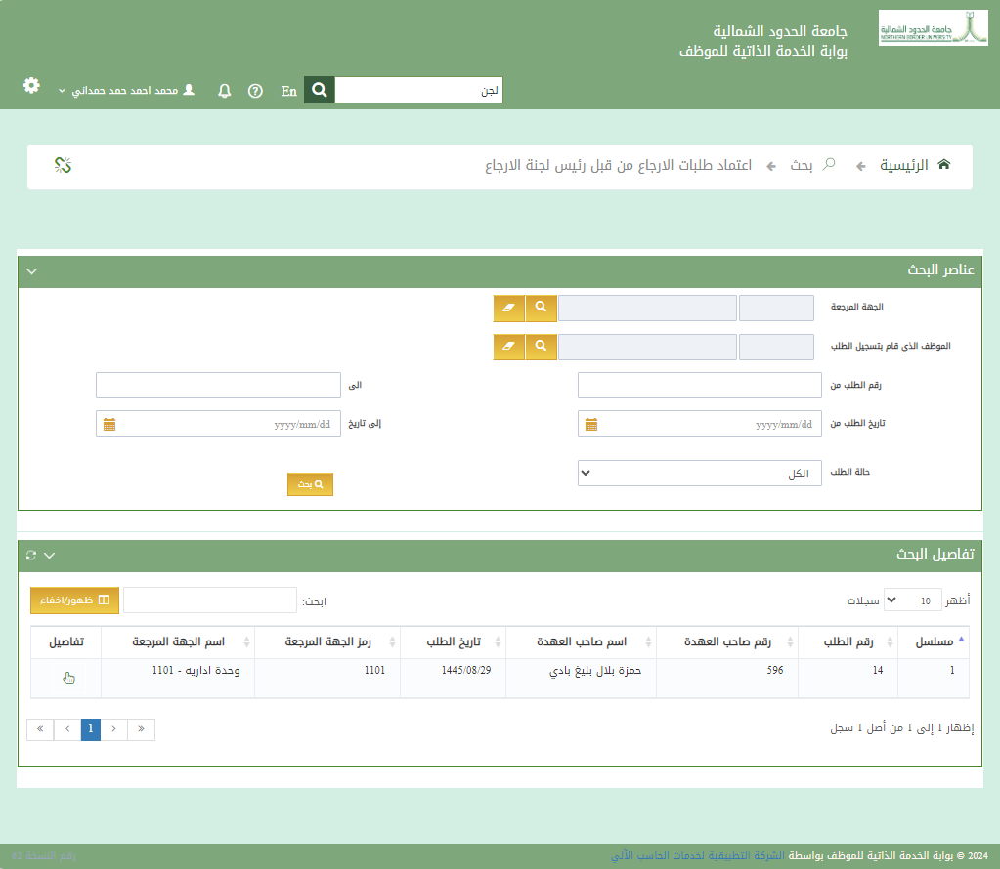 جامعة الحدود الشمالية
NORTHERN BORDER UNIVERSITY
جامعة الحدود الشمالية
بوابة الخدمة الذاتية للموظف
لجن
En
محمد احمد حمد حمداني
الرئيسية
بحث
اعتماد طلبات الارجاع من قبل رئيس لجنة الارجاع
عناصر البحث
الجهة المرجعة
الموظف الذي قام بتسجيل الطلب
رقم الطلب من
الى
تاريخ الطلب من yyyy/mm/dd
إلى تاريخ yyyy/mm/dd
حالة الطلب الكل
بحث
تفاصيل البحث
أظهر 10 سجلات
ابحث:
ظهور/اخفاء
مسلسل رقم الطلب رقم صاحب العهدة اسم صاحب العهدة تاريخ الطلب رمز الجهة المرجعة اسم الجهة المرجعة تفاصيل
1 14 596 حمزة بلال بليغ بادي 1445/08/29 1101 وحدة اداريه - 1101
إظهار 1 إلى 1 من أصل 1 سجل
« ‹ 1 › »
2024 © بوابة الخدمة الذاتية للموظف بواسطة الشركة التطبيقية لخدمات الحاسب الآلي
رقم النسخة 62